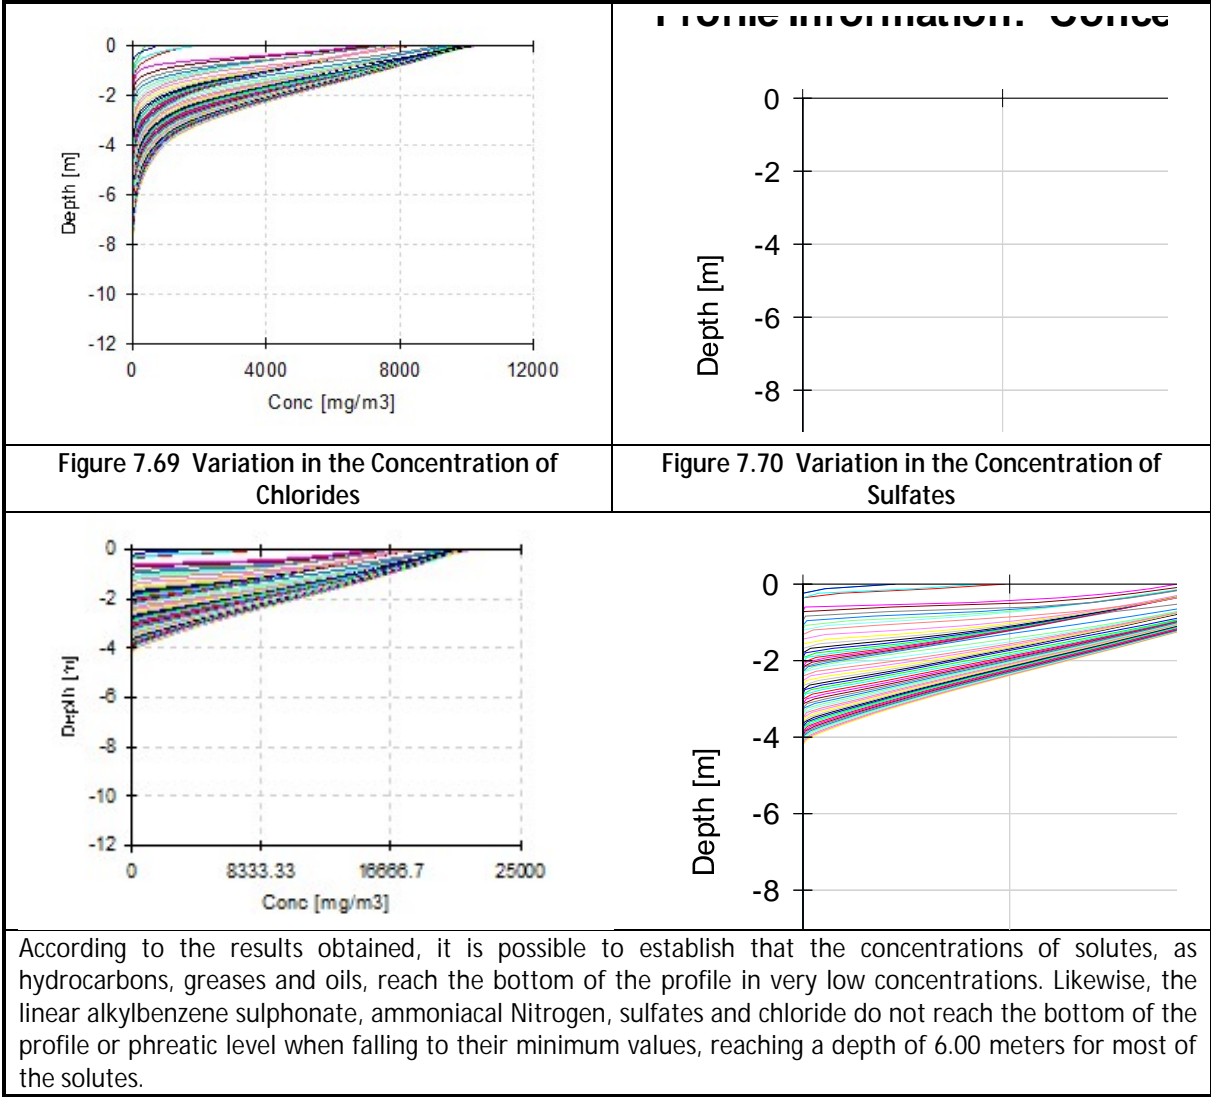 0
-2
-4
-6
-8
-10
-12
Depth [m]
0 4000 8000 12000
Conc [mg/m3]
Profile Information: Conce
0
-2
-4
-6
-8
Depth [m]
Figure 7.69 Variation in the Concentration of
Chlorides
Figure 7.70 Variation in the Concentration of
Sulfates
0
-2
-4
-6
-8
-10
-12
Depth [m]
0 8333.33 16666.7 25000
Conc [mg/m3]
0
-2
-4
-6
-8
Depth [m]
According to the results obtained, it is possible to establish that the concentrations of solutes, as
hydrocarbons, greases and oils, reach the bottom of the profile in very low concentrations. Likewise, the
linear alkylbenzene sulphonate, ammoniacal Nitrogen, sulfates and chloride do not reach the bottom of the
profile or phreatic level when falling to their minimum values, reaching a depth of 6.00 meters for most of
the solutes.